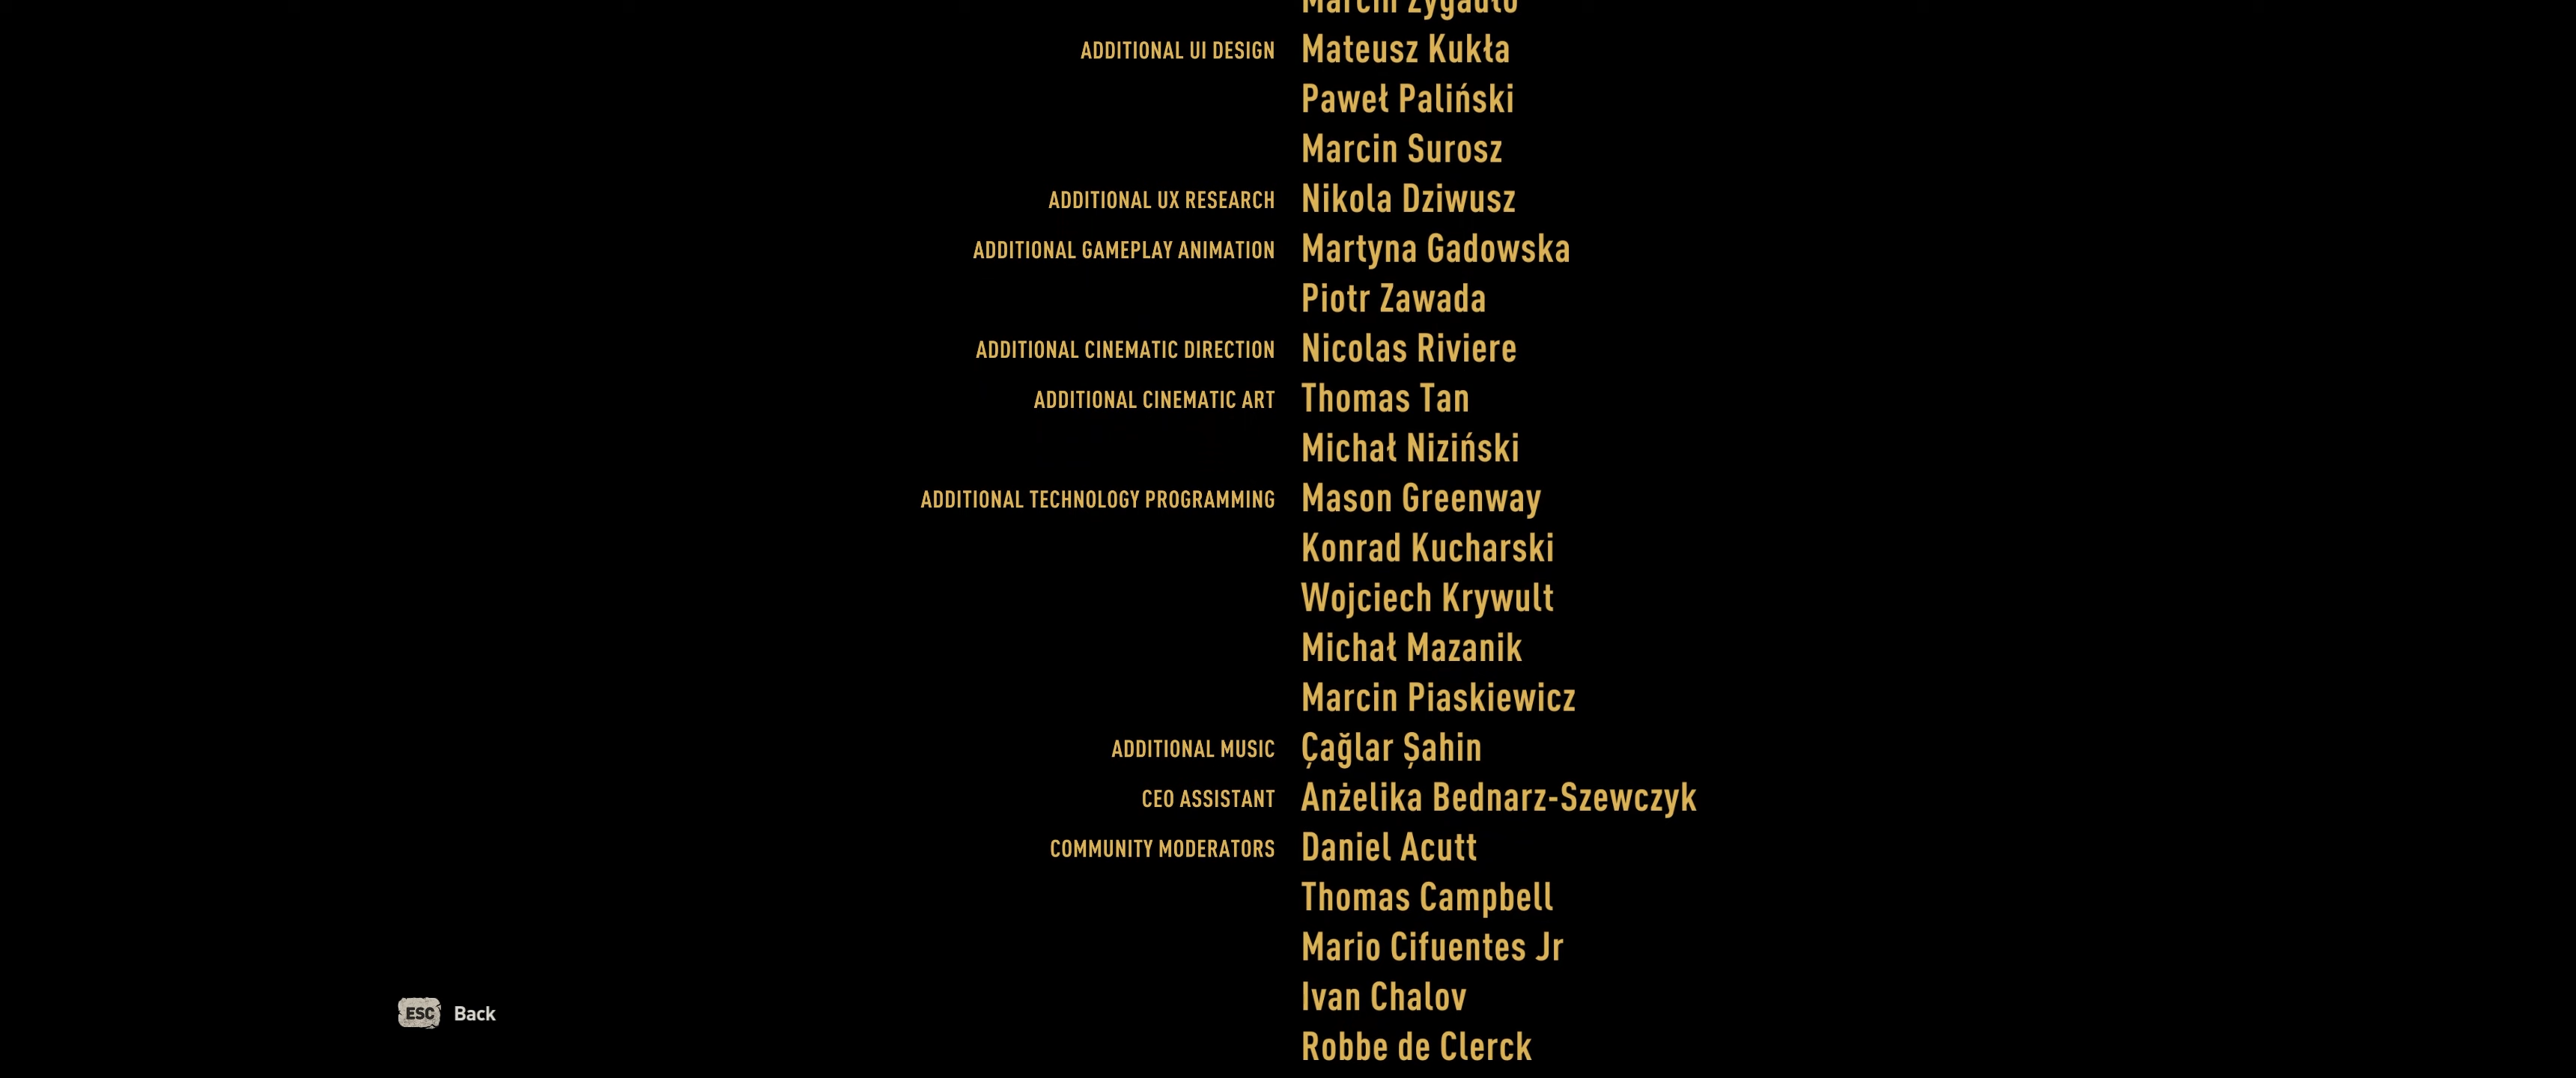 Marcin Zygadło
ADDITIONAL UI DESIGN Mateusz Kukła
Paweł Paliński
Marcin Surosz
ADDITIONAL UX RESEARCH Nikola Dziwusz
ADDITIONAL GAMEPLAY ANIMATION Martyna Gadowska
Piotr Zawada
ADDITIONAL CINEMATIC DIRECTION Nicolas Riviere
ADDITIONAL CINEMATIC ART Thomas Tan
Michał Niziński
ADDITIONAL TECHNOLOGY PROGRAMMING Mason Greenway
Konrad Kucharski
Wojciech Krywult
Michał Mazanik
Marcin Piaskiewicz
ADDITIONAL MUSIC Çağlar Şahin
CEO ASSISTANT Anżelika Bednarz-Szewczyk
COMMUNITY MODERATORS Daniel Acutt
Thomas Campbell
Mario Cifuentes Jr
Ivan Chalov
ESC Back
Robbe de Clerck